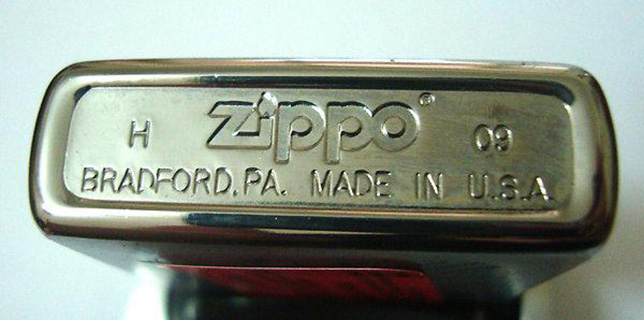 H zippo® 09
BRADFORD, PA. MADE IN U.S.A.